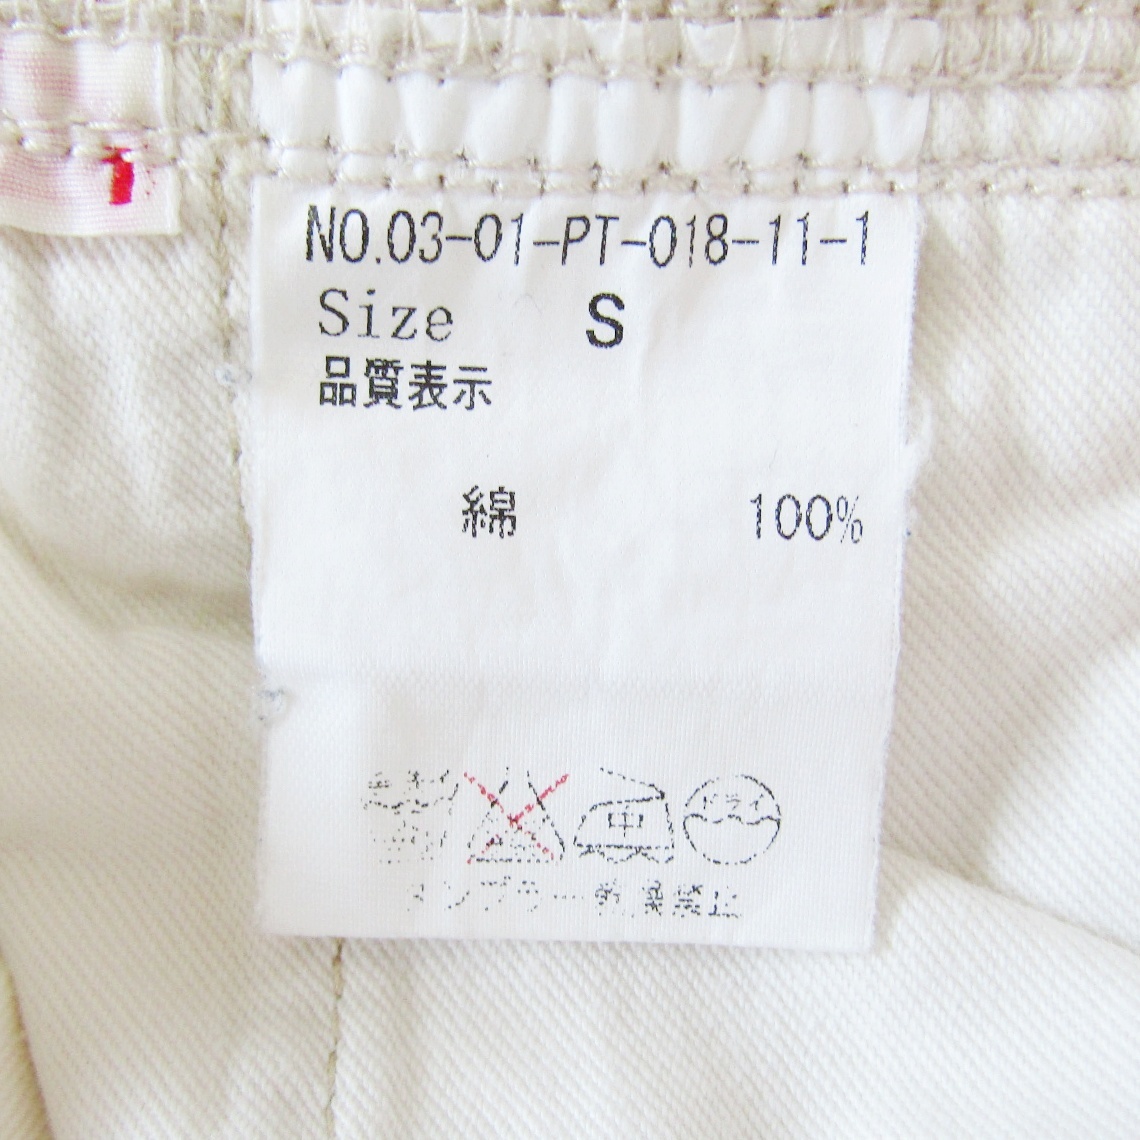 NO.03-01-PT-018-11-1
Size S
品質表示
綿 100%
中 ドライ
タンブラー乾燥禁止
1